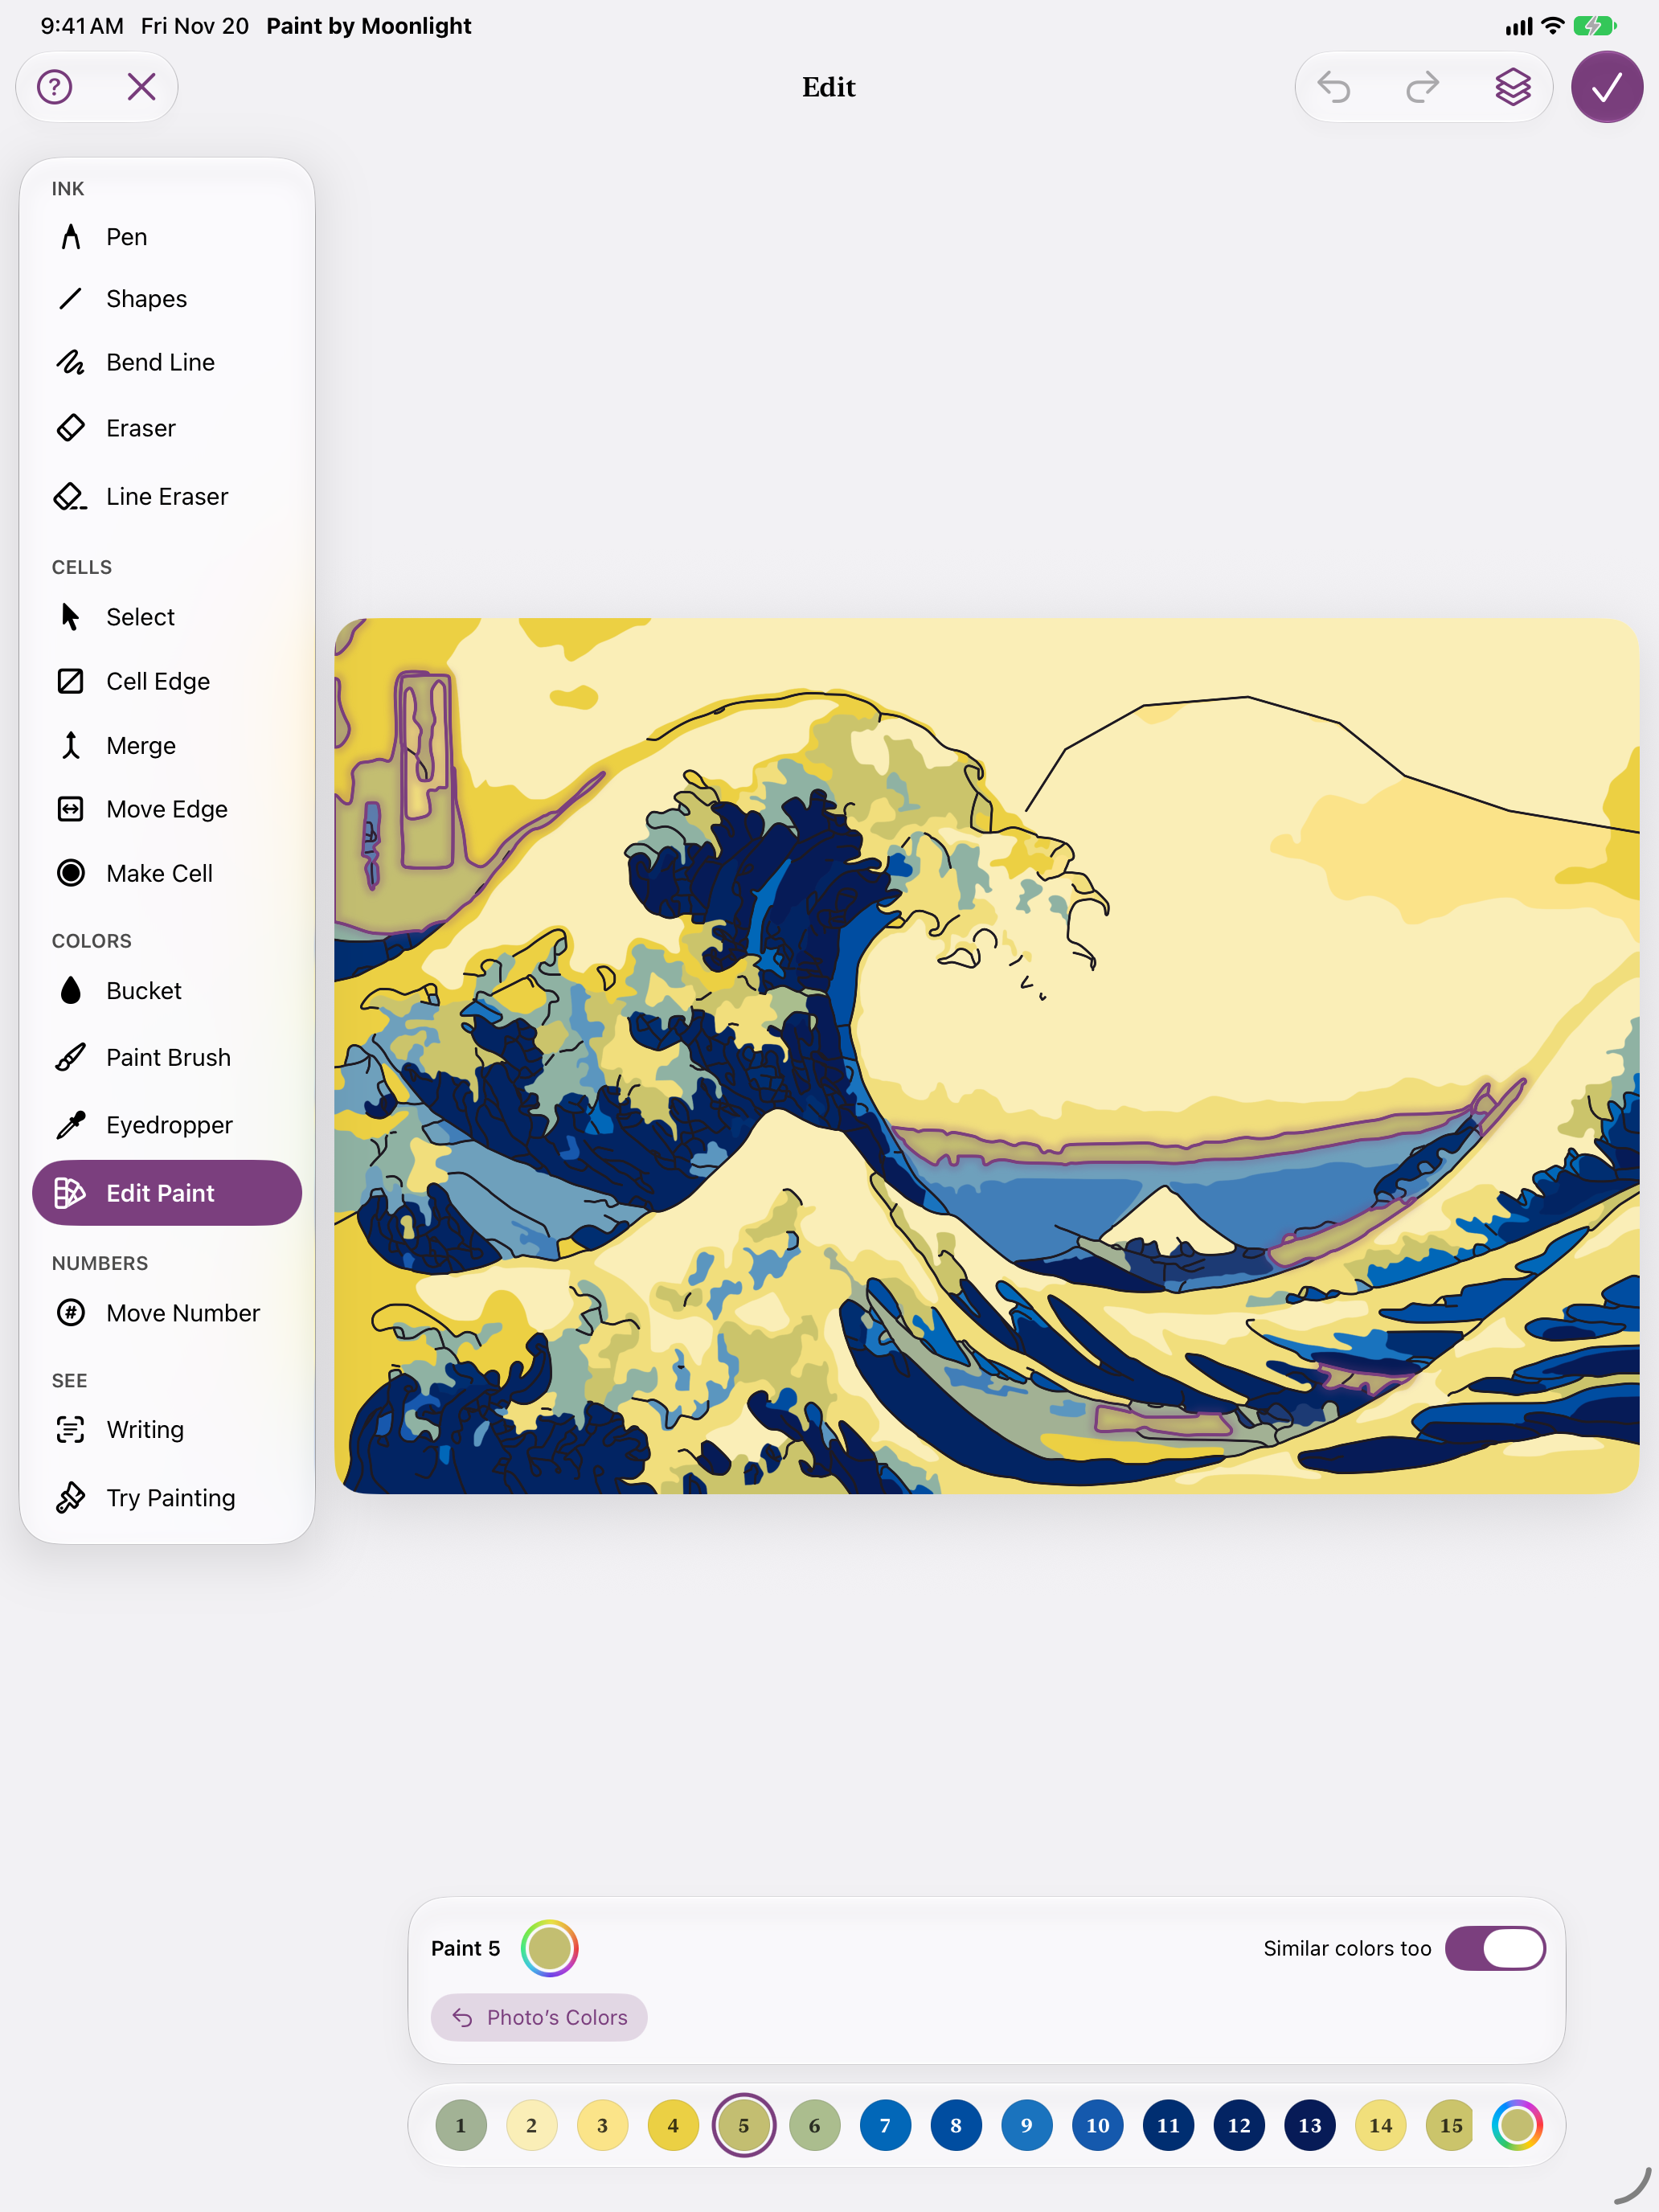 9:41 AM Fri Nov 20 Paint by Moonlight
Edit
INK
Pen
Shapes
Bend Line
Eraser
Line Eraser
CELLS
Select
Cell Edge
Merge
Move Edge
Make Cell
COLORS
Bucket
Paint Brush
Eyedropper
Edit Paint
NUMBERS
# Move Number
SEE
Writing
Try Painting
Paint 5
Similar colors too
Photo’s Colors
1 2 3 4 5 6 7 8 9 10 11 12 13 14 15